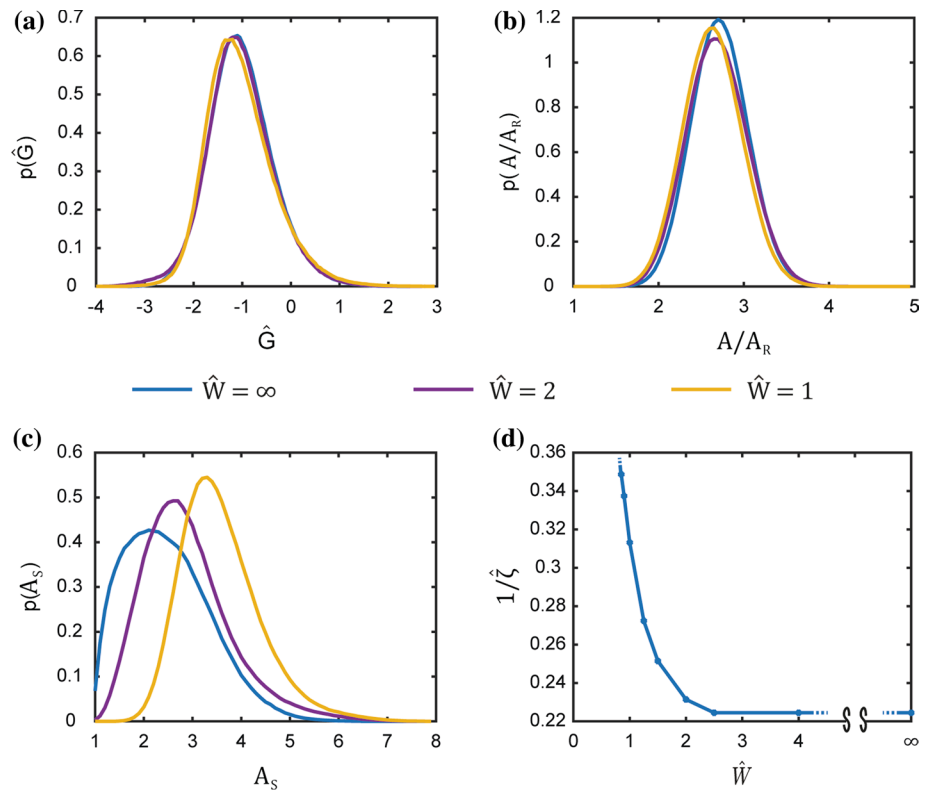 (a)
0.7
0.6
0.5
0.4
0.3
0.2
0.1
0
p(Ĝ)
-4 -3 -2 -1 0 1 2 3
Ĝ
(b)
1.2
1
0.8
0.6
0.4
0.2
0
p(A/A_R)
1 2 3 4 5
A/A_R
Ŵ = ∞ Ŵ = 2 Ŵ = 1
(c)
0.6
0.5
0.4
0.3
0.2
0.1
0
p(A_S)
1 2 3 4 5 6 7 8
A_S
(d)
0.36
0.34
0.32
0.30
0.28
0.26
0.24
0.22
1/ζ̂
0 1 2 3 4 ∞
Ŵ